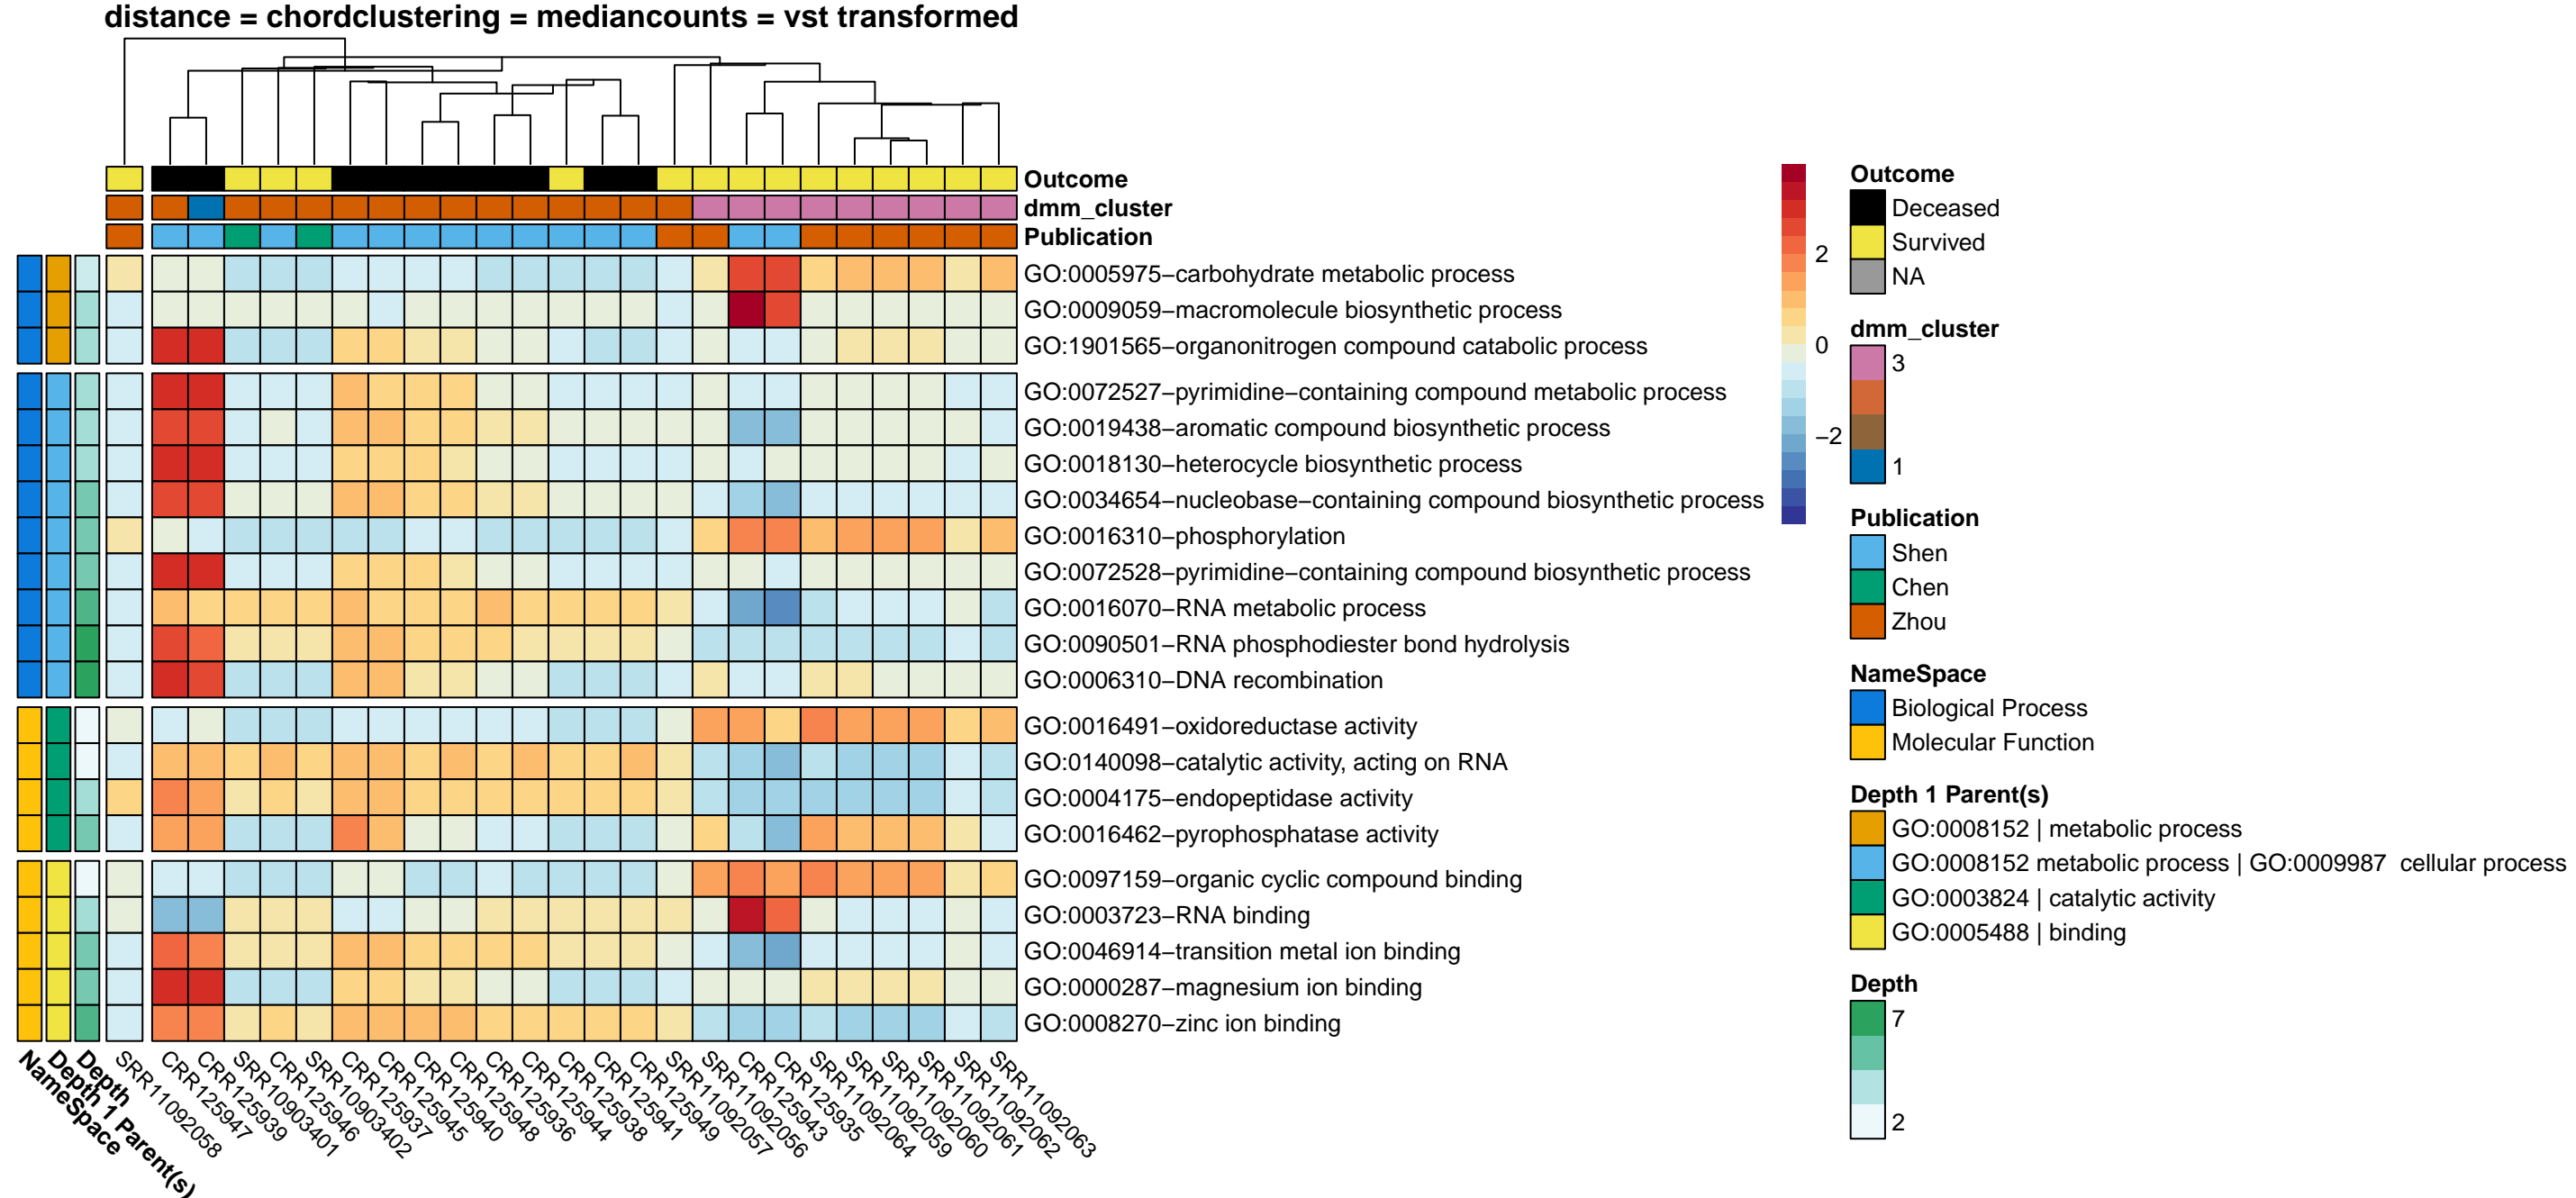 distance = chordclustering = mediancounts = vst transformed
Outcome
dmm_cluster
Publication
GO:0005975−carbohydrate metabolic process
GO:0009059−macromolecule biosynthetic process
GO:1901565−organonitrogen compound catabolic process
GO:0072527−pyrimidine−containing compound metabolic process
GO:0019438−aromatic compound biosynthetic process
GO:0018130−heterocycle biosynthetic process
GO:0034654−nucleobase−containing compound biosynthetic process
GO:0016310−phosphorylation
GO:0072528−pyrimidine−containing compound biosynthetic process
GO:0016070−RNA metabolic process
GO:0090501−RNA phosphodiester bond hydrolysis
GO:0006310−DNA recombination
GO:0016491−oxidoreductase activity
GO:0140098−catalytic activity, acting on RNA
GO:0004175−endopeptidase activity
GO:0016462−pyrophosphatase activity
GO:0097159−organic cyclic compound binding
GO:0003723−RNA binding
GO:0046914−transition metal ion binding
GO:0000287−magnesium ion binding
GO:0008270−zinc ion binding
NameSpace
Depth 1 Parent(s)
Depth
SRR11092058
CRR125947
CRR125939
SRR10903401
CRR125946
SRR10903402
CRR125937
CRR125945
CRR125940
CRR125948
CRR125936
CRR125944
CRR125938
CRR125941
CRR125949
SRR11092057
SRR11092056
CRR125943
CRR125935
SRR11092064
SRR11092059
SRR11092060
SRR11092061
SRR11092062
SRR11092063
2
0
−2
Outcome
Deceased
Survived
NA
dmm_cluster
3
1
Publication
Shen
Chen
Zhou
NameSpace
Biological Process
Molecular Function
Depth 1 Parent(s)
GO:0008152 | metabolic process
GO:0008152 metabolic process | GO:0009987 cellular process
GO:0003824 | catalytic activity
GO:0005488 | binding
Depth
7
2